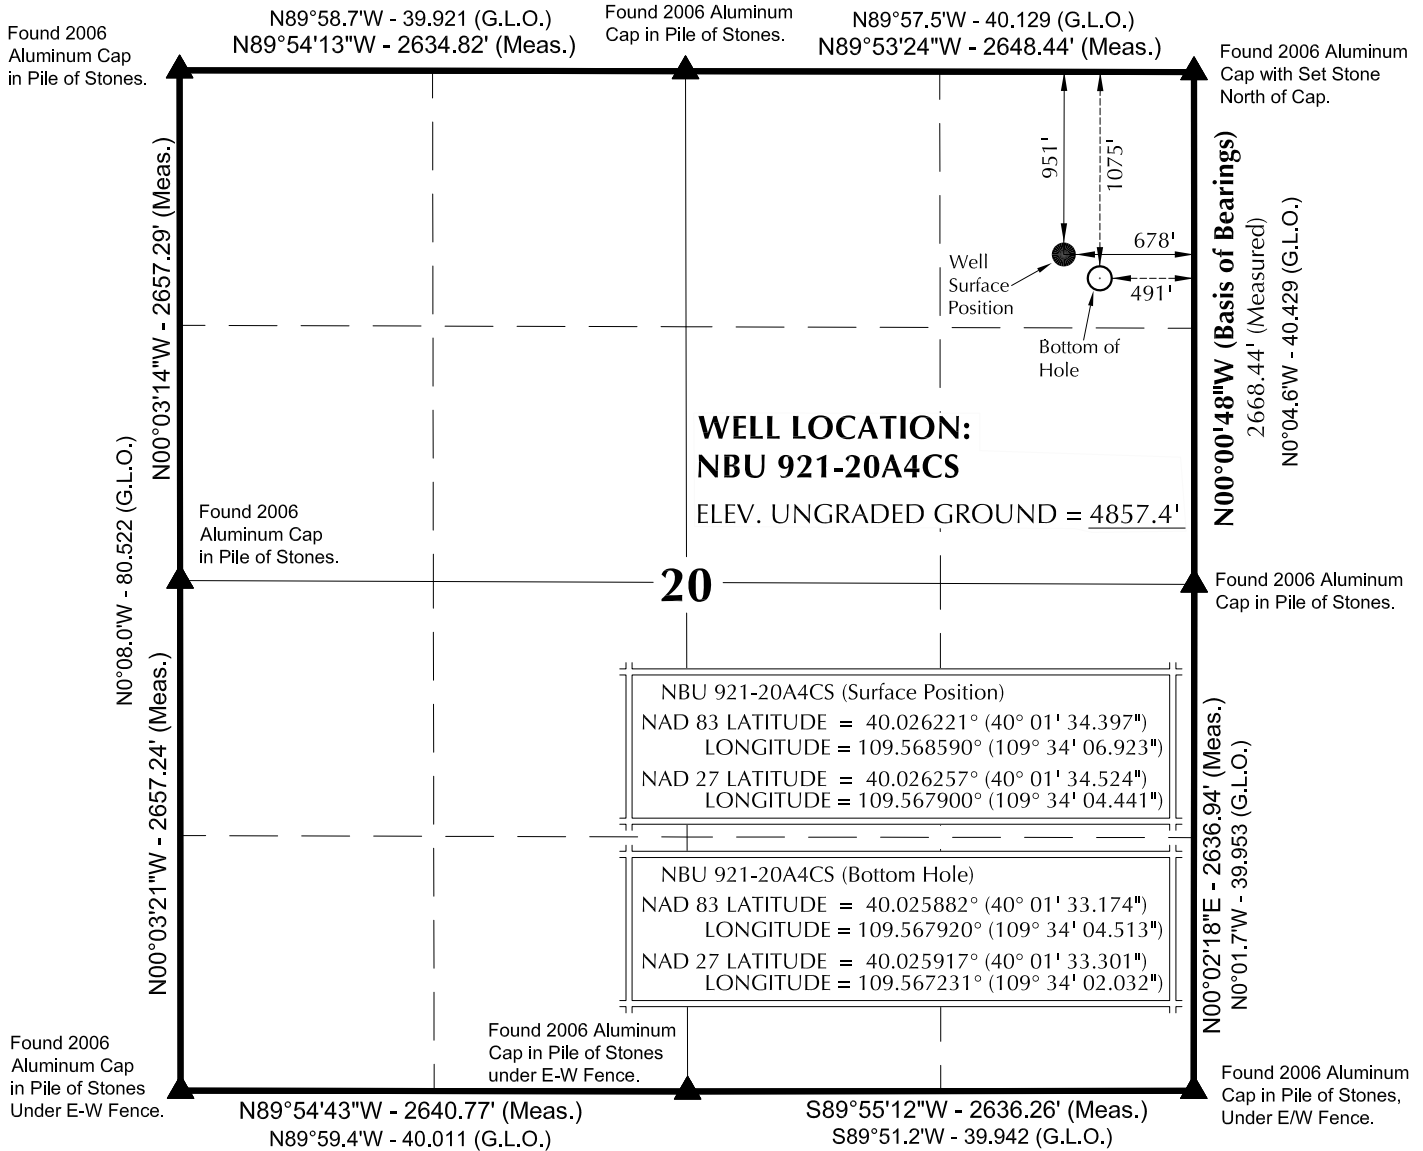 N89°58.7'W - 39.921 (G.L.O.)
N89°54'13"W - 2634.82' (Meas.)
Found 2006 Aluminum
Cap in Pile of Stones.
N89°57.5'W - 40.129 (G.L.O.)
N89°53'24"W - 2648.44' (Meas.)
Found 2006
Aluminum Cap
in Pile of Stones.
Found 2006 Aluminum
Cap with Set Stone
North of Cap.
951'
1075'
678'
491'
Well
Surface
Position
Bottom of
Hole
N00°03'14"W - 2657.29' (Meas.)
N00°00'48"W (Basis of Bearings)
2668.44' (Measured)
N0°04.6'W - 40.429 (G.L.O.)
WELL LOCATION:
NBU 921-20A4CS
ELEV. UNGRADED GROUND = 4857.4'
N0°08.0'W - 80.522 (G.L.O.)
Found 2006
Aluminum Cap
in Pile of Stones.
20
Found 2006 Aluminum
Cap in Pile of Stones.
N00°03'21"W - 2657.24' (Meas.)
NBU 921-20A4CS (Surface Position)
NAD 83 LATITUDE = 40.026221° (40° 01' 34.397")
LONGITUDE = 109.568590° (109° 34' 06.923")
NAD 27 LATITUDE = 40.026257° (40° 01' 34.524")
LONGITUDE = 109.567900° (109° 34' 04.441")
NBU 921-20A4CS (Bottom Hole)
NAD 83 LATITUDE = 40.025882° (40° 01' 33.174")
LONGITUDE = 109.567920° (109° 34' 04.513")
NAD 27 LATITUDE = 40.025917° (40° 01' 33.301")
LONGITUDE = 109.567231° (109° 34' 02.032")
N00°02'18"E - 2636.94' (Meas.)
N0°01.7'W - 39.953 (G.L.O.)
Found 2006
Aluminum Cap
in Pile of Stones
Under E-W Fence.
Found 2006 Aluminum
Cap in Pile of Stones
under E-W Fence.
Found 2006 Aluminum
Cap in Pile of Stones,
Under E/W Fence.
N89°54'43"W - 2640.77' (Meas.)
N89°59.4'W - 40.011 (G.L.O.)
S89°55'12"W - 2636.26' (Meas.)
S89°51.2'W - 39.942 (G.L.O.)